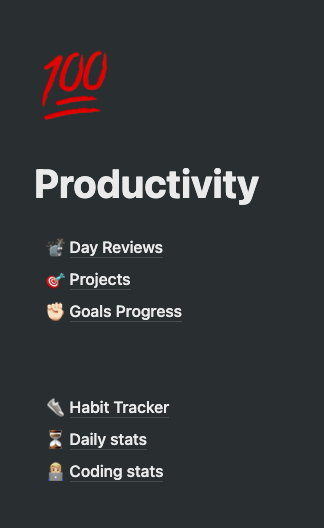 💯
Productivity
Day Reviews
Projects
Goals Progress
Habit Tracker
Daily stats
Coding stats